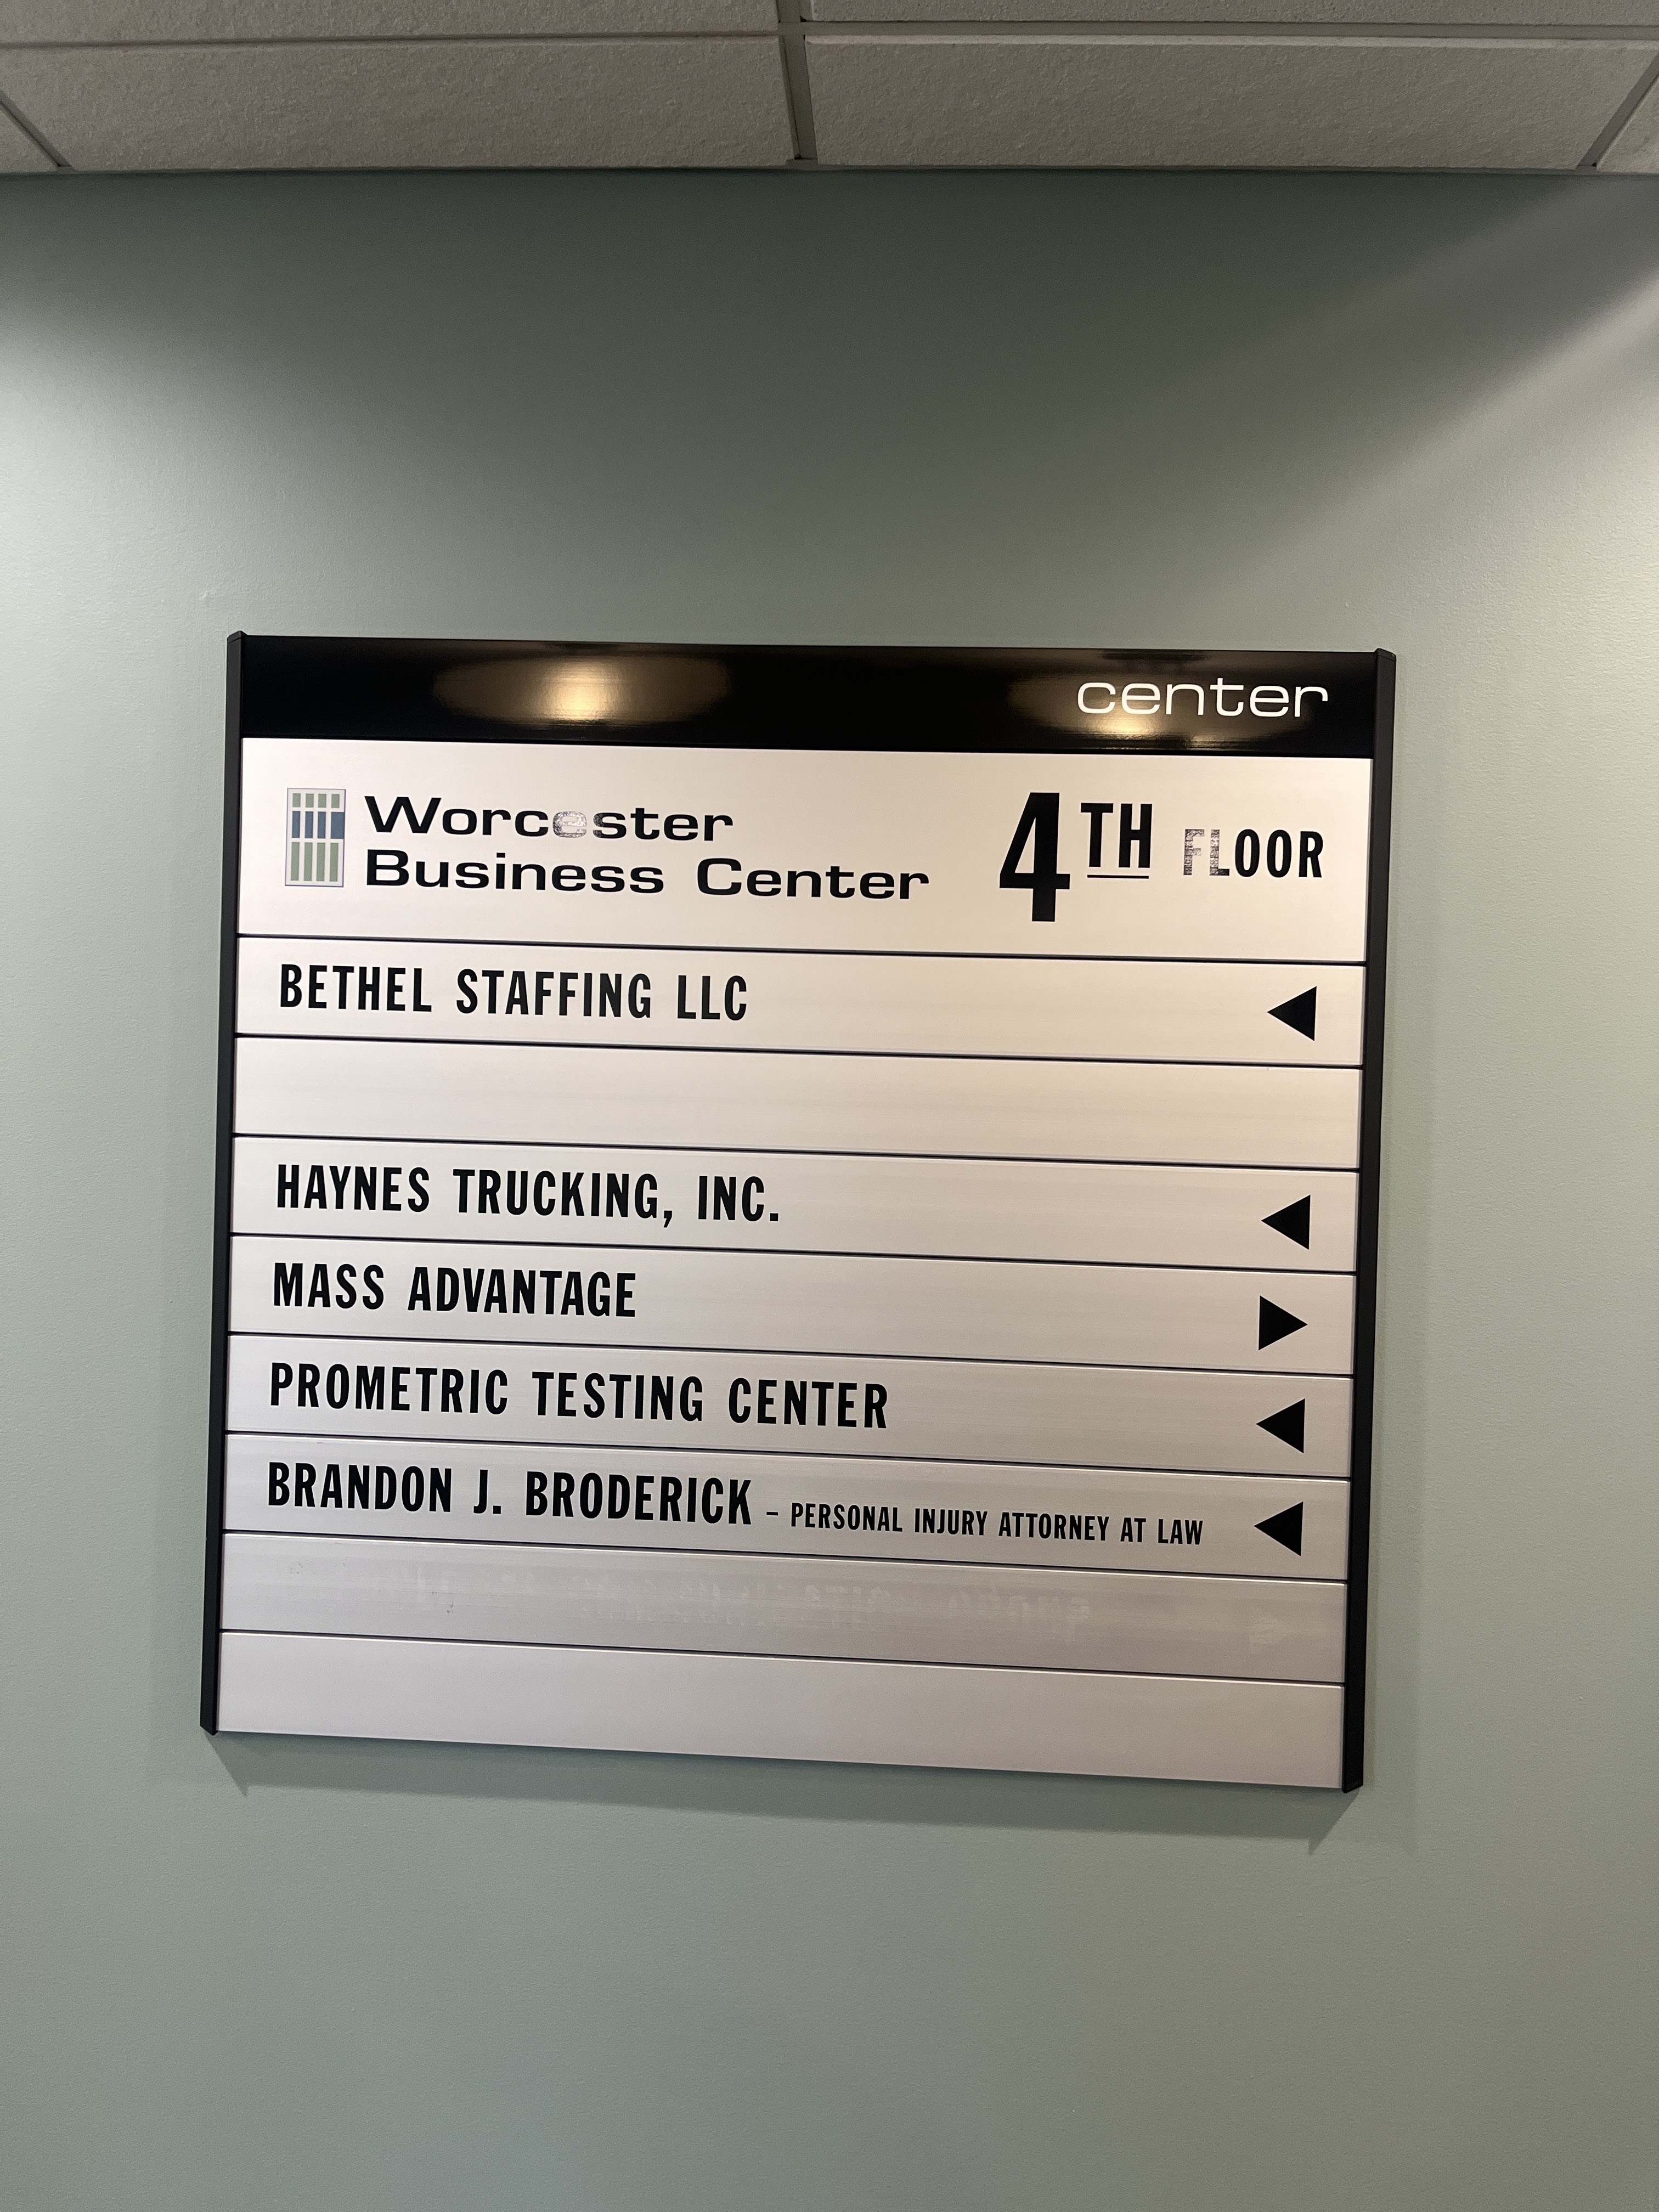 center
Worcester
Business Center
4TH FLOOR
BETHEL STAFFING LLC
HAYNES TRUCKING, INC.
MASS ADVANTAGE
PROMETRIC TESTING CENTER
BRANDON J. BRODERICK – PERSONAL INJURY ATTORNEY AT LAW